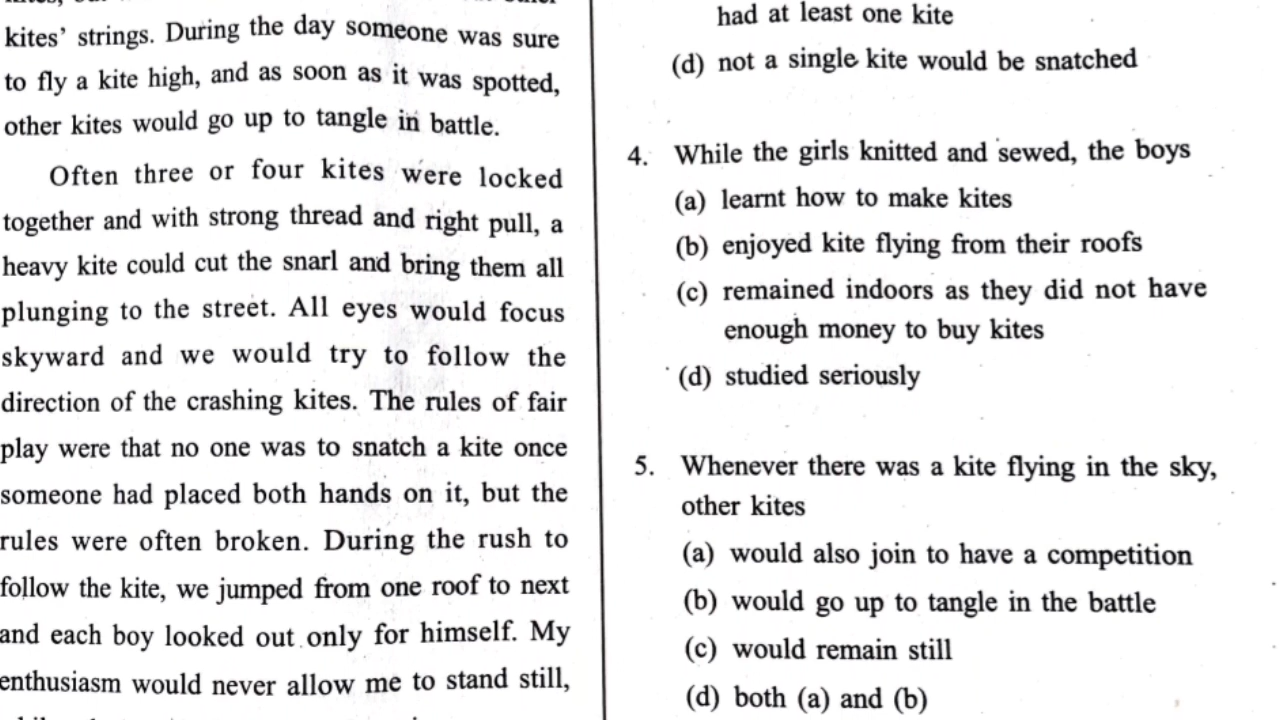 kites' strings. During the day someone was sure
to fly a kite high, and as soon as it was spotted,
other kites would go up to tangle in battle.
Often three or four kites were locked
together and with strong thread and right pull, a
heavy kite could cut the snarl and bring them all
plunging to the street. All eyes would focus
skyward and we would try to follow the
direction of the crashing kites. The rules of fair
play were that no one was to snatch a kite once
someone had placed both hands on it, but the
rules were often broken. During the rush to
follow the kite, we jumped from one roof to next
and each boy looked out only for himself. My
enthusiasm would never allow me to stand still,
had at least one kite
(d) not a single kite would be snatched
4. While the girls knitted and sewed, the boys
(a) learnt how to make kites
(b) enjoyed kite flying from their roofs
(c) remained indoors as they did not have
enough money to buy kites
(d) studied seriously
5. Whenever there was a kite flying in the sky,
other kites
(a) would also join to have a competition
(b) would go up to tangle in the battle
(c) would remain still
(d) both (a) and (b)